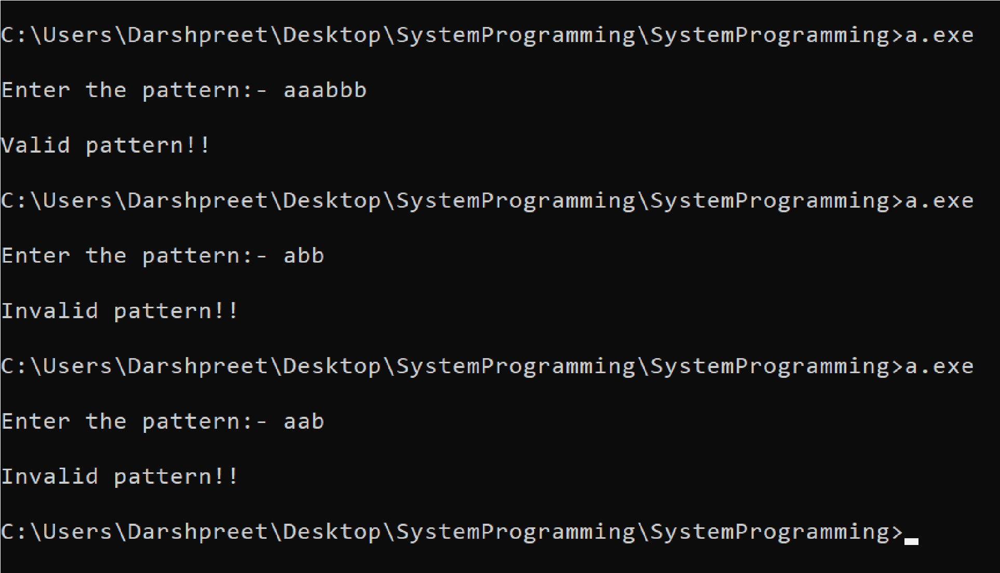 C:\Users\Darshpreet\Desktop\SystemProgramming\SystemProgramming>a.exe
Enter the pattern:- aaabbb
Valid pattern!!
C:\Users\Darshpreet\Desktop\SystemProgramming\SystemProgramming>a.exe
Enter the pattern:- abb
Invalid pattern!!
C:\Users\Darshpreet\Desktop\SystemProgramming\SystemProgramming>a.exe
Enter the pattern:- aab
Invalid pattern!!
C:\Users\Darshpreet\Desktop\SystemProgramming\SystemProgramming>